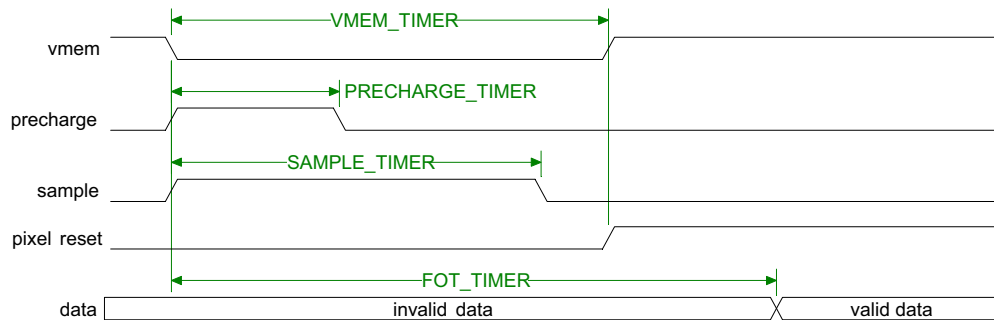 VMEM_TIMER
vmem
PRECHARGE_TIMER
precharge
SAMPLE_TIMER
sample
pixel reset
FOT_TIMER
data invalid data valid data